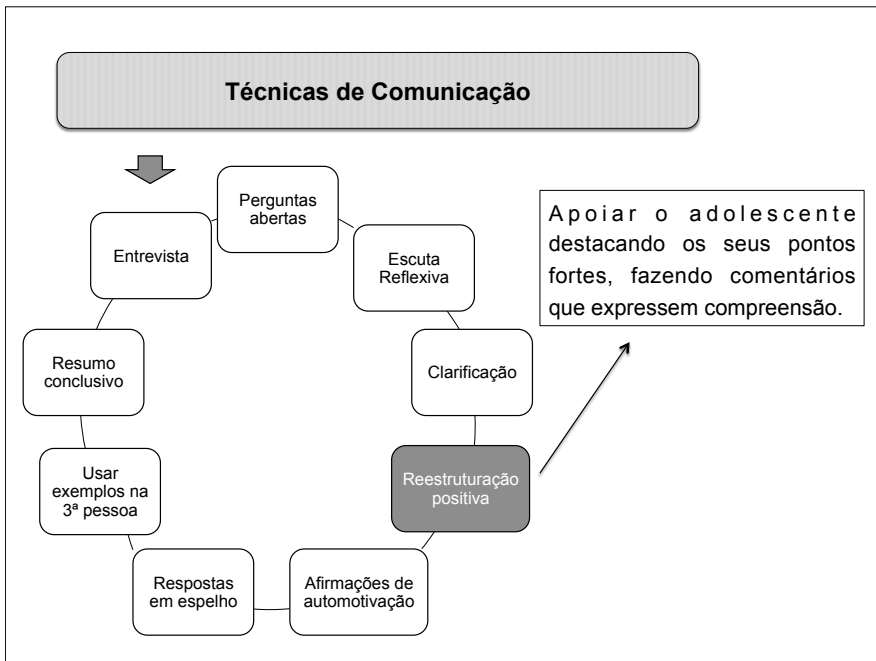 Técnicas de Comunicação
Perguntas
abertas
Escuta
Reflexiva
Clarificação
Reestruturação
positiva
Apoiar o adolescente
destacando os seus pontos
fortes, fazendo comentários
que expressem compreensão.
Afirmações de
automotivação
Respostas
em espelho
Usar
exemplos na
3ª pessoa
Resumo
conclusivo
Entrevista